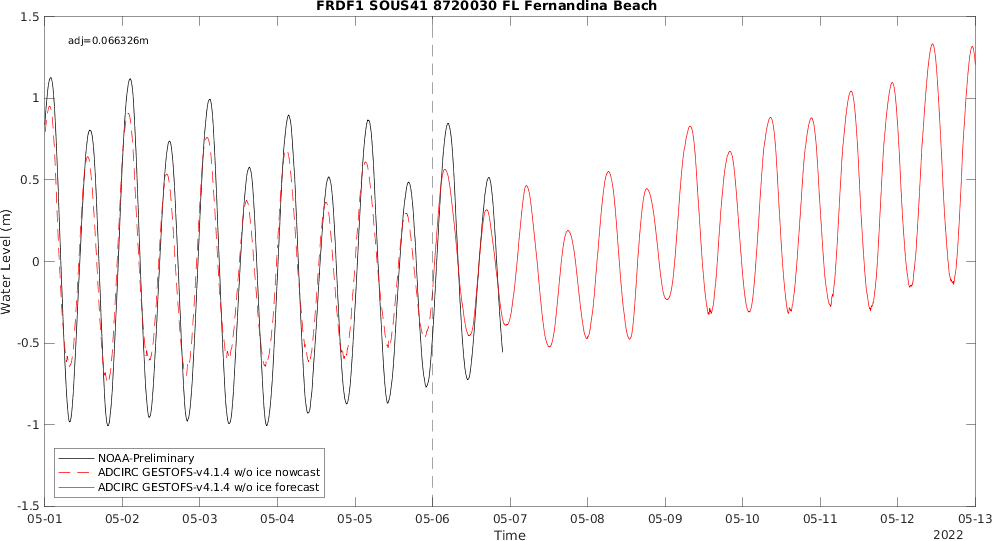 FRDF1 SOUS41 8720030 FL Fernandina Beach
adj=0.066326m
1.5
1
0.5
0
-0.5
-1
-1.5
Water Level (m)
NOAA-Preliminary
ADCIRC GESTOFS-v4.1.4 w/o ice nowcast
ADCIRC GESTOFS-v4.1.4 w/o ice forecast
05-01 05-02 05-03 05-04 05-05 05-06 05-07 05-08 05-09 05-10 05-11 05-12 05-13
Time
2022